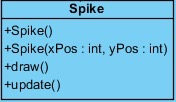 Spike
+Spike()
+Spike(xPos : int, yPos : int)
+draw()
+update()